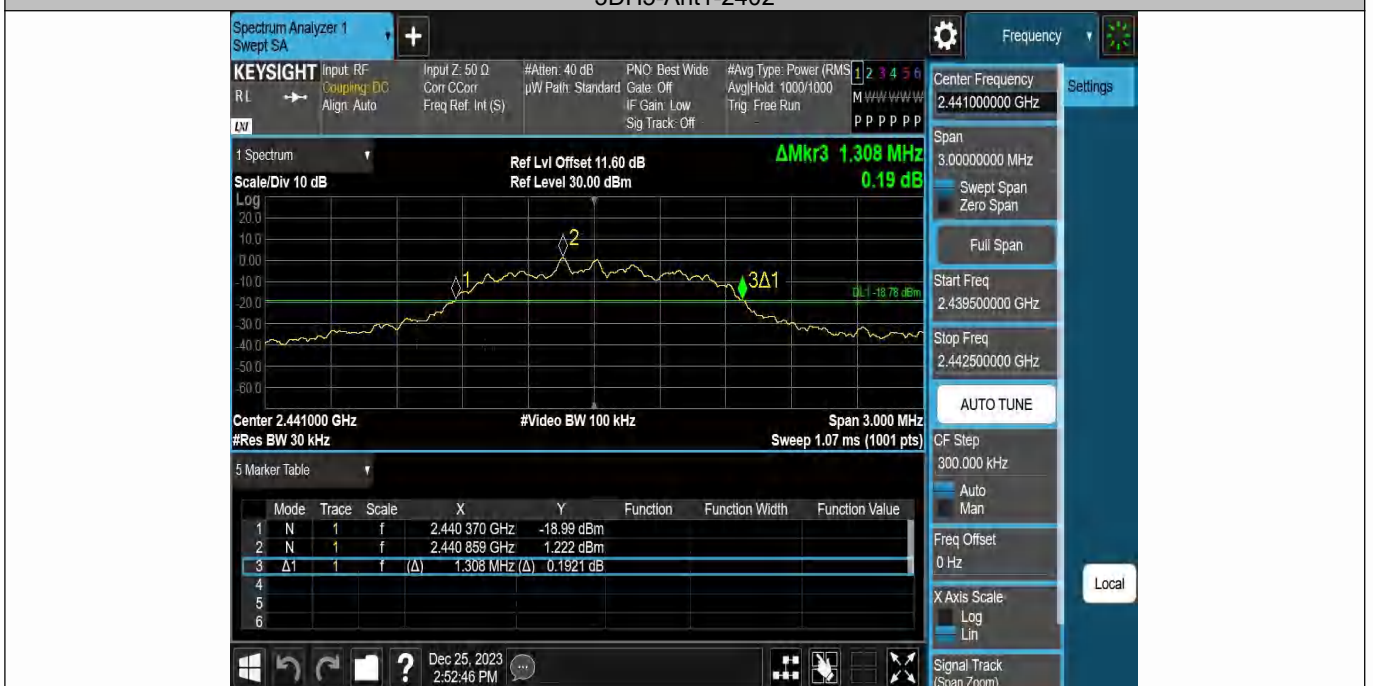 3DH5-Ant1-2402
Spectrum Analyzer 1
Swept SA
+
Frequency
KEYSIGHT
RL
LXI
Input: RF
Coupling: DC
Align: Auto
Input Z: 50 Ω
Corr CCorr
Freq Ref: Int (S)
#Atten: 40 dB
µW Path: Standard
PNO: Best Wide
Gate: Off
IF Gain: Low
Sig Track: Off
#Avg Type: Power (RMS
Avg|Hold: 1000/1000
Trig: Free Run
1 2 3 4 5 6
M W W W W W
P P P P P P
1 Spectrum
Scale/Div 10 dB
Ref Lvl Offset 11.60 dB
Ref Level 30.00 dBm
ΔMkr3 1.308 MHz
0.19 dB
Log
20.0
10.0
0.00
-10.0
-20.0
-30.0
-40.0
-50.0
-60.0
1
2
3Δ1
DL1 -18.78 dBm
Center 2.441000 GHz
#Video BW 100 kHz
Span 3.000 MHz
#Res BW 30 kHz
Sweep 1.07 ms (1001 pts)
5 Marker Table
Mode Trace Scale X Y Function Function Width Function Value
1 N 1 f 2.440 370 GHz -18.99 dBm
2 N 1 f 2.440 859 GHz 1.222 dBm
3 Δ1 1 f (Δ) 1.308 MHz (Δ) 0.1921 dB
4
5
6
?
Dec 25, 2023
2:52:46 PM
Center Frequency
2.441000000 GHz
Settings
Span
3.00000000 MHz
Swept Span
Zero Span
Full Span
Start Freq
2.439500000 GHz
Stop Freq
2.442500000 GHz
AUTO TUNE
CF Step
300.000 kHz
Auto
Man
Freq Offset
0 Hz
X Axis Scale
Log
Lin
Local
Signal Track
(Span Zoom)